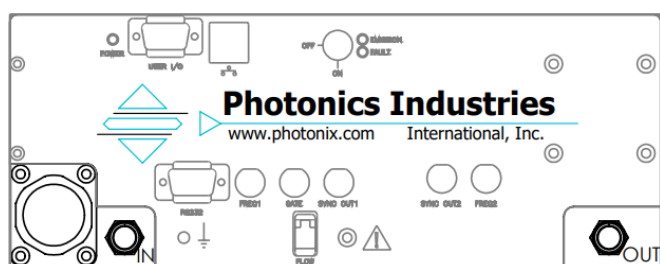 POWER
USER I/O
OFF
EMISSION
FAULT
ON
Photonics Industries
www.photonix.com International, Inc.
RS232
FREQ1
GATE
SYNC OUT1
SYNC OUT2
FREQ2
FLOW
IN
OUT